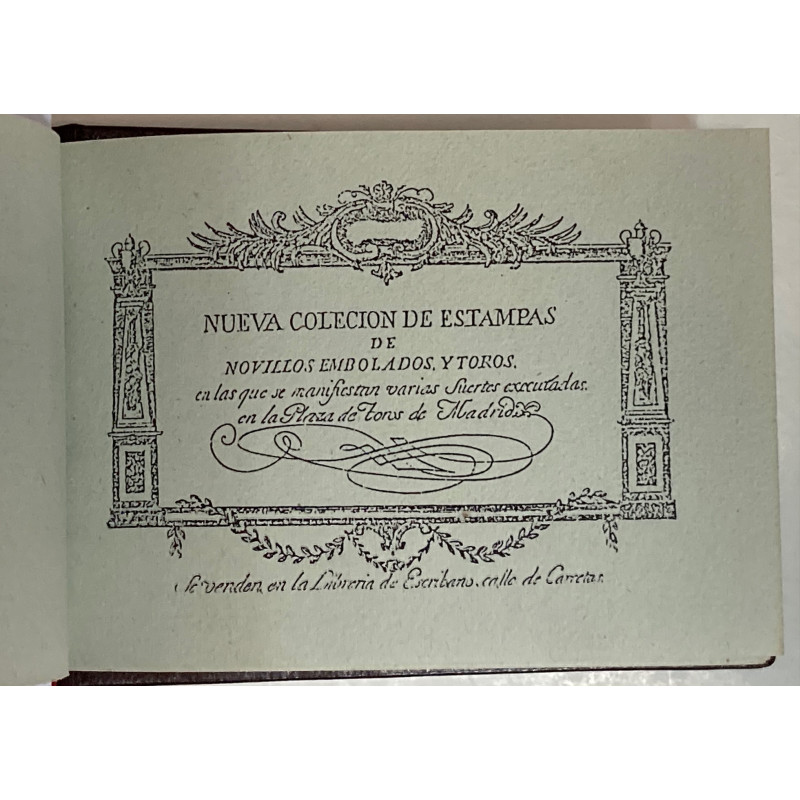 NUEVA COLECION DE ESTAMPAS
DE
NOVILLOS EMBOLADOS, Y TOROS.
en las que se manifiestan varias Suertes executadas.
en la Plaza de Toros de Madrid
Se venden, en la Libreria de Escribano, calle de Carretas.